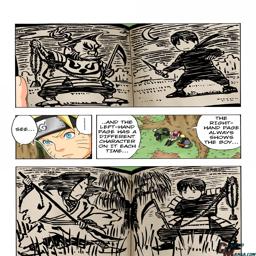 SEE...
...AND THE
LEFT-HAND
PAGE HAS A
DIFFERENT
CHARACTER
ON IT EACH
TIME...
THE
RIGHT-
HAND PAGE
ALWAYS
SHOWS
THE BOY...